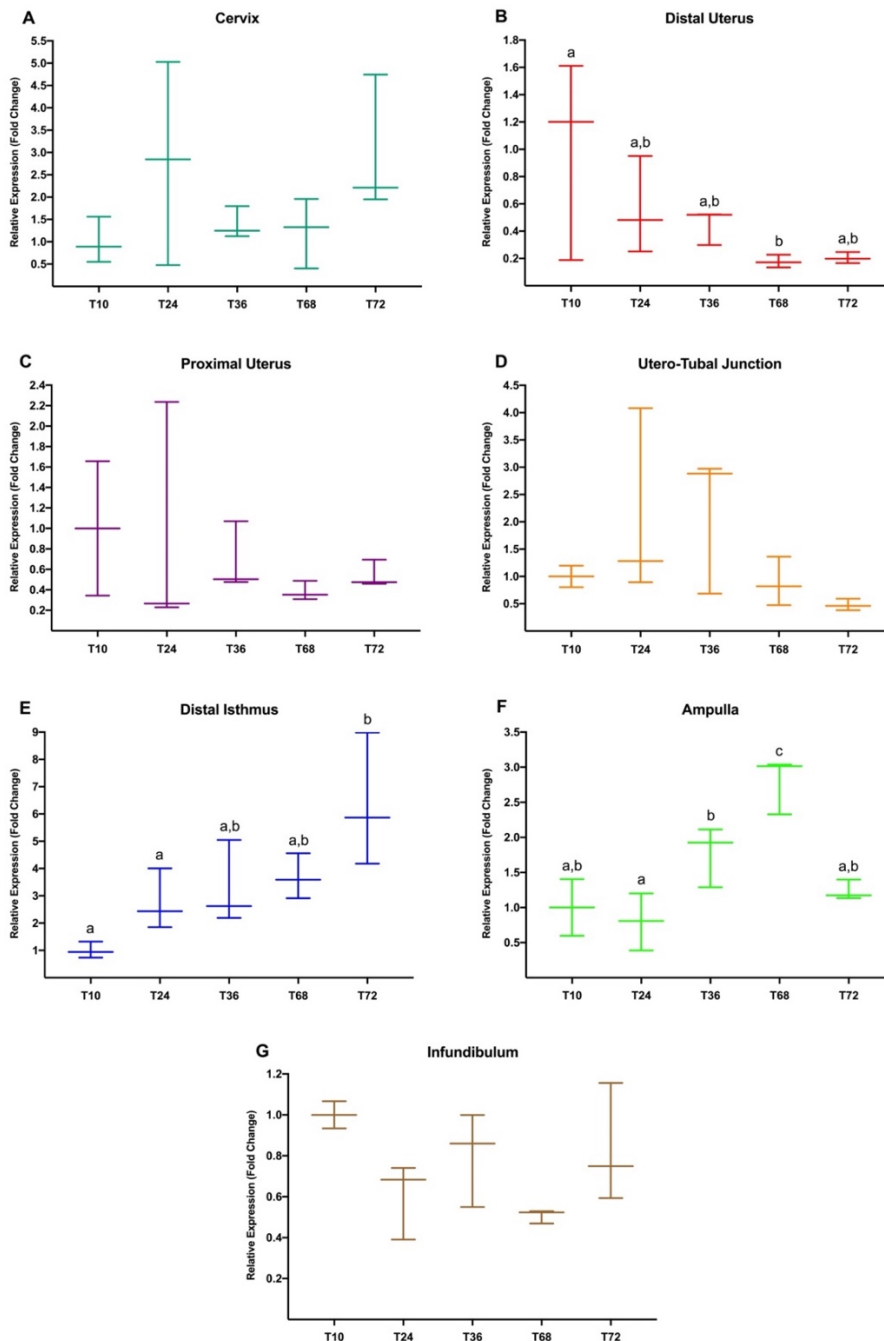 A
Cervix
Relative Expression (Fold Change)
5.5
5.0
4.5
4.0
3.5
3.0
2.5
2.0
1.5
1.0
0.5
T10 T24 T36 T68 T72
B
Distal Uterus
Relative Expression (Fold Change)
1.8
1.6
1.4
1.2
1.0
0.8
0.6
0.4
0.2
a
a,b
a,b
b
a,b
T10 T24 T36 T68 T72
C
Proximal Uterus
Relative Expression (Fold Change)
2.4
2.2
2.0
1.8
1.6
1.4
1.2
1.0
0.8
0.6
0.4
0.2
T10 T24 T36 T68 T72
D
Utero-Tubal Junction
Relative Expression (Fold Change)
4.5
4.0
3.5
3.0
2.5
2.0
1.5
1.0
0.5
T10 T24 T36 T68 T72
E
Distal Isthmus
Relative Expression (Fold Change)
9
8
7
6
5
4
3
2
1
a
a
a,b
a,b
b
T10 T24 T36 T68 T72
F
Ampulla
Relative Expression (Fold Change)
3.5
3.0
2.5
2.0
1.5
1.0
0.5
a,b
a
b
c
a,b
T10 T24 T36 T68 T72
G
Infundibulum
Relative Expression (Fold Change)
1.2
1.0
0.8
0.6
0.4
0.2
T10 T24 T36 T68 T72